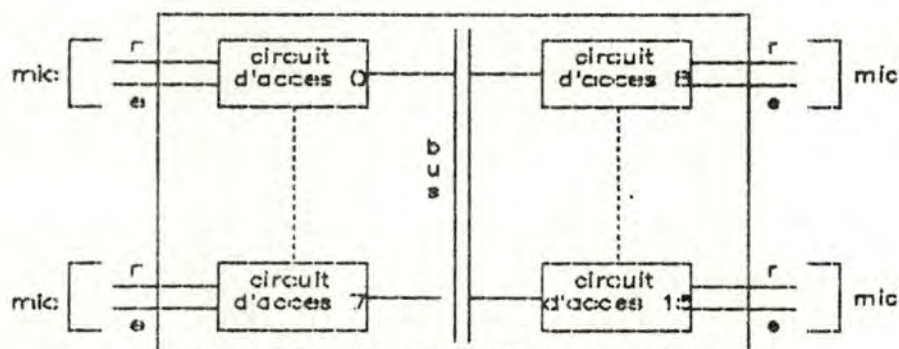 r
circuit
d'acces 0
mic
e
circuit
d'acces 8
r
mic
e
b
u
s
r
circuit
d'acces 7
mic
e
circuit
d'acces 15
r
mic
e